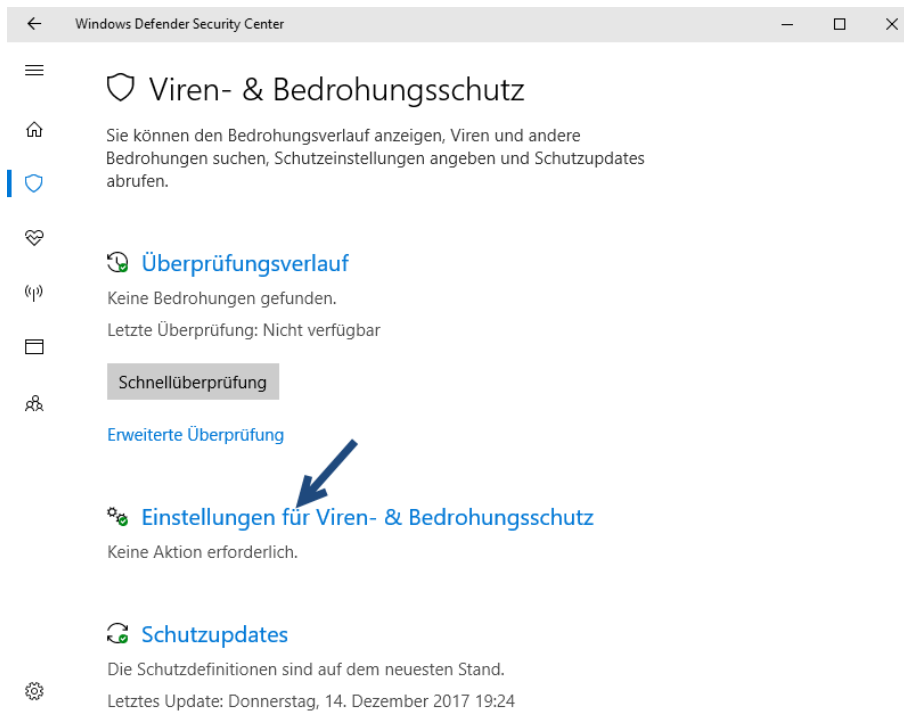 Windows Defender Security Center
Viren- & Bedrohungsschutz
Sie können den Bedrohungsverlauf anzeigen, Viren und andere
Bedrohungen suchen, Schutzeinstellungen angeben und Schutzupdates
abrufen.
Überprüfungsverlauf
Keine Bedrohungen gefunden.
Letzte Überprüfung: Nicht verfügbar
Schnellüberprüfung
Erweiterte Überprüfung
Einstellungen für Viren- & Bedrohungsschutz
Keine Aktion erforderlich.
Schutzupdates
Die Schutzdefinitionen sind auf dem neuesten Stand.
Letztes Update: Donnerstag, 14. Dezember 2017 19:24